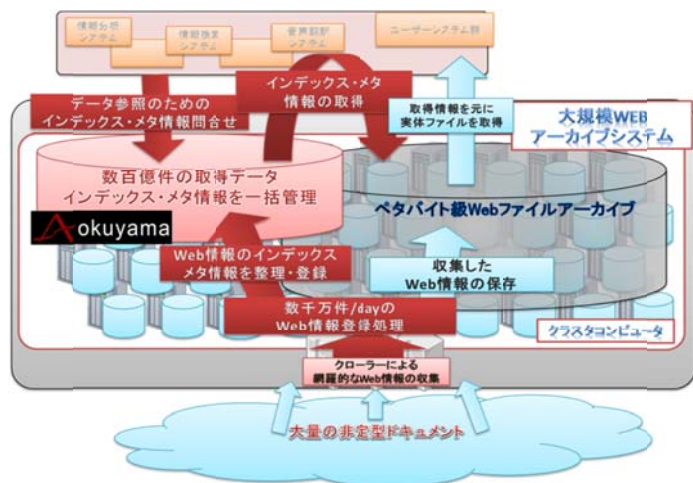 情報分析
システム
情報検索
システム
音声翻訳
システム
ユーザーシステム群
データ参照のための
インデックス・メタ情報問合せ
インデックス・メタ
情報の取得
取得情報を元に
実体ファイルを取得
大規模WEB
アーカイブシステム
数百億件の取得データ
インデックス・メタ情報を一括管理
okuyama
ペタバイト級Webファイルアーカイブ
Web情報のインデックス
メタ情報を整理・登録
収集した
Web情報の保存
数千万件/dayの
Web情報登録処理
クラスタコンピュータ
クローラーによる
網羅的なWeb情報の収集
大量の非定型ドキュメント